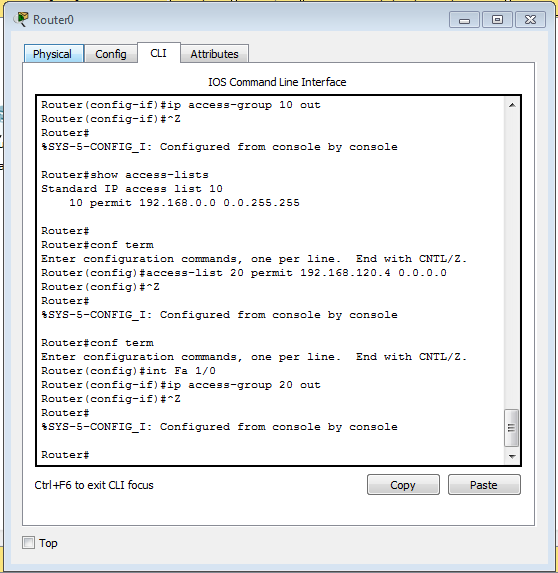 Router0
Physical
Config
CLI
Attributes
IOS Command Line Interface
Router(config-if)#ip access-group 10 out
Router(config-if)#^Z
Router#
%SYS-5-CONFIG_I: Configured from console by console
Router#show access-lists
Standard IP access list 10
    10 permit 192.168.0.0 0.0.255.255
Router#
Router#conf term
Enter configuration commands, one per line.  End with CNTL/Z.
Router(config)#access-list 20 permit 192.168.120.4 0.0.0.0
Router(config)#^Z
Router#
%SYS-5-CONFIG_I: Configured from console by console
Router#conf term
Enter configuration commands, one per line.  End with CNTL/Z.
Router(config)#int Fa 1/0
Router(config-if)#ip access-group 20 out
Router(config-if)#^Z
Router#
%SYS-5-CONFIG_I: Configured from console by console
Router#
Ctrl+F6 to exit CLI focus
Copy
Paste
Top